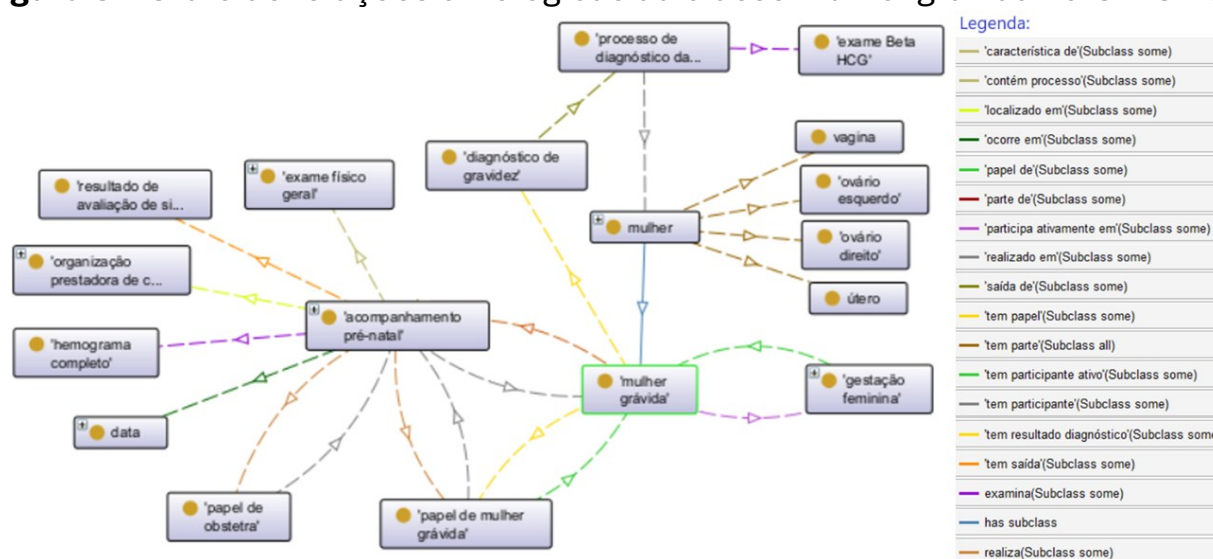 Legenda:
'processo de
diagnóstico da...
'exame Beta
HCG'
'diagnóstico de
gravidez'
vagina
'ovário
esquerdo'
'ovário
direito'
útero
mulher
'exame físico
geral'
'resultado de
avaliação de si...
'organização
prestadora de c...
'acompanhamento
pré-natal'
'hemograma
completo'
'mulher
grávida'
'gestação
feminina'
data
'papel de
obstetra'
'papel de mulher
grávida'
'característica de'(Subclass some)
'contém processo'(Subclass some)
'localizado em'(Subclass some)
'ocorre em'(Subclass some)
'papel de'(Subclass some)
'parte de'(Subclass some)
'participa ativamente em'(Subclass some)
'realizado em'(Subclass some)
'saída de'(Subclass some)
'tem papel'(Subclass some)
'tem parte'(Subclass all)
'tem participante ativo'(Subclass some)
'tem participante'(Subclass some)
'tem resultado diagnóstico'(Subclass some
'tem saída'(Subclass some)
examina(Subclass some)
has subclass
realiza(Subclass some)